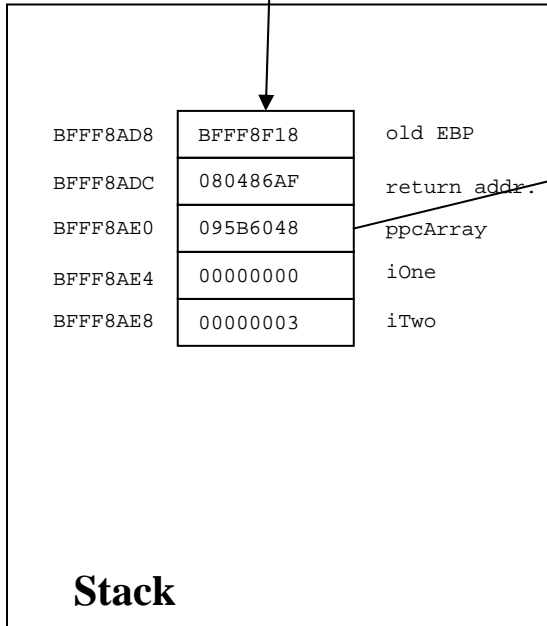 BFFF8AD8 BFFF8F18 old EBP
BFFF8ADC 080486AF return addr.
BFFF8AE0 095B6048 ppcArray
BFFF8AE4 00000000 iOne
BFFF8AE8 00000003 iTwo
Stack